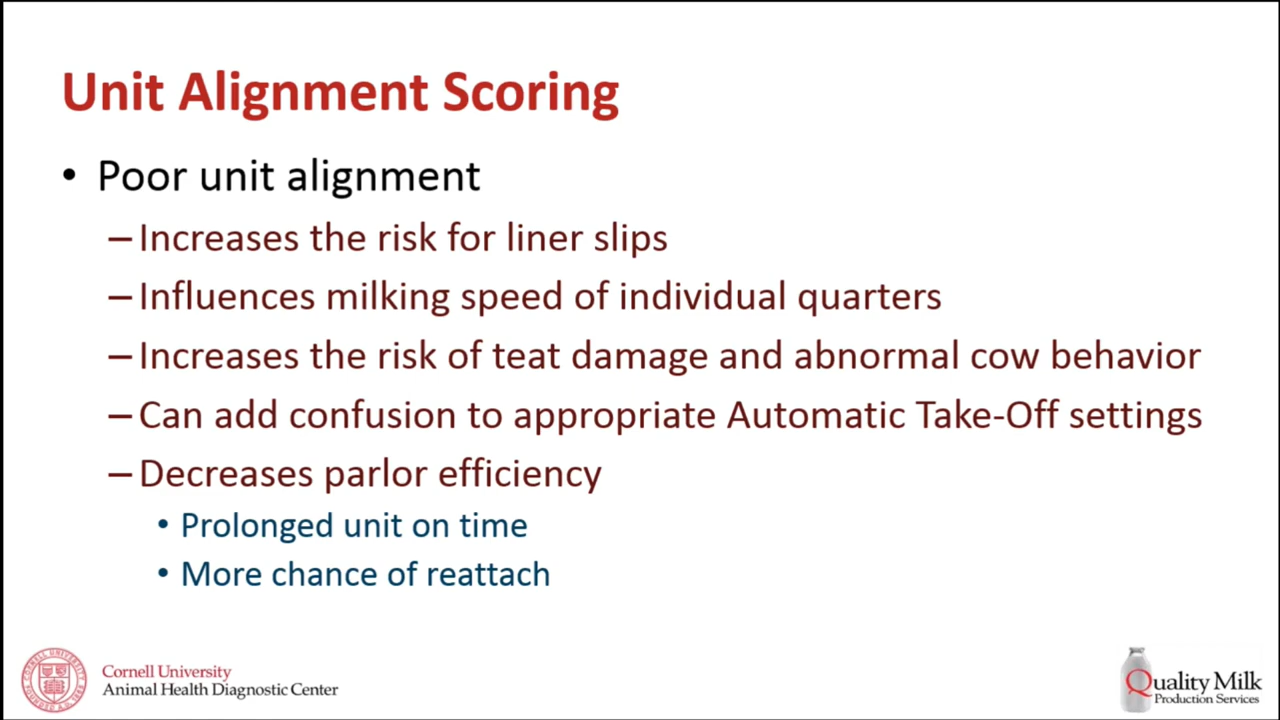 Unit Alignment Scoring
• Poor unit alignment
– Increases the risk for liner slips
– Influences milking speed of individual quarters
– Increases the risk of teat damage and abnormal cow behavior
– Can add confusion to appropriate Automatic Take-Off settings
– Decreases parlor efficiency
• Prolonged unit on time
• More chance of reattach
Cornell University
Animal Health Diagnostic Center
Quality Milk
Production Services